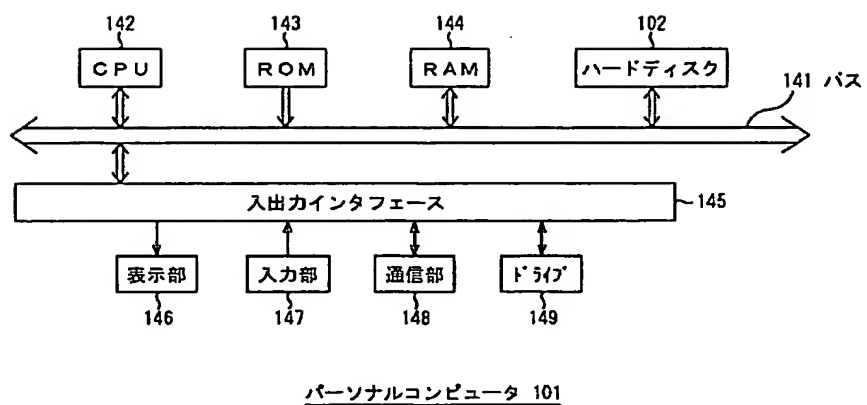 142 143 144 102
CPU ROM RAM ハードディスク
141 バス
入出力インタフェース 145
表示部 入力部 通信部 ドライブ
146 147 148 149
パーソナルコンピュータ 101